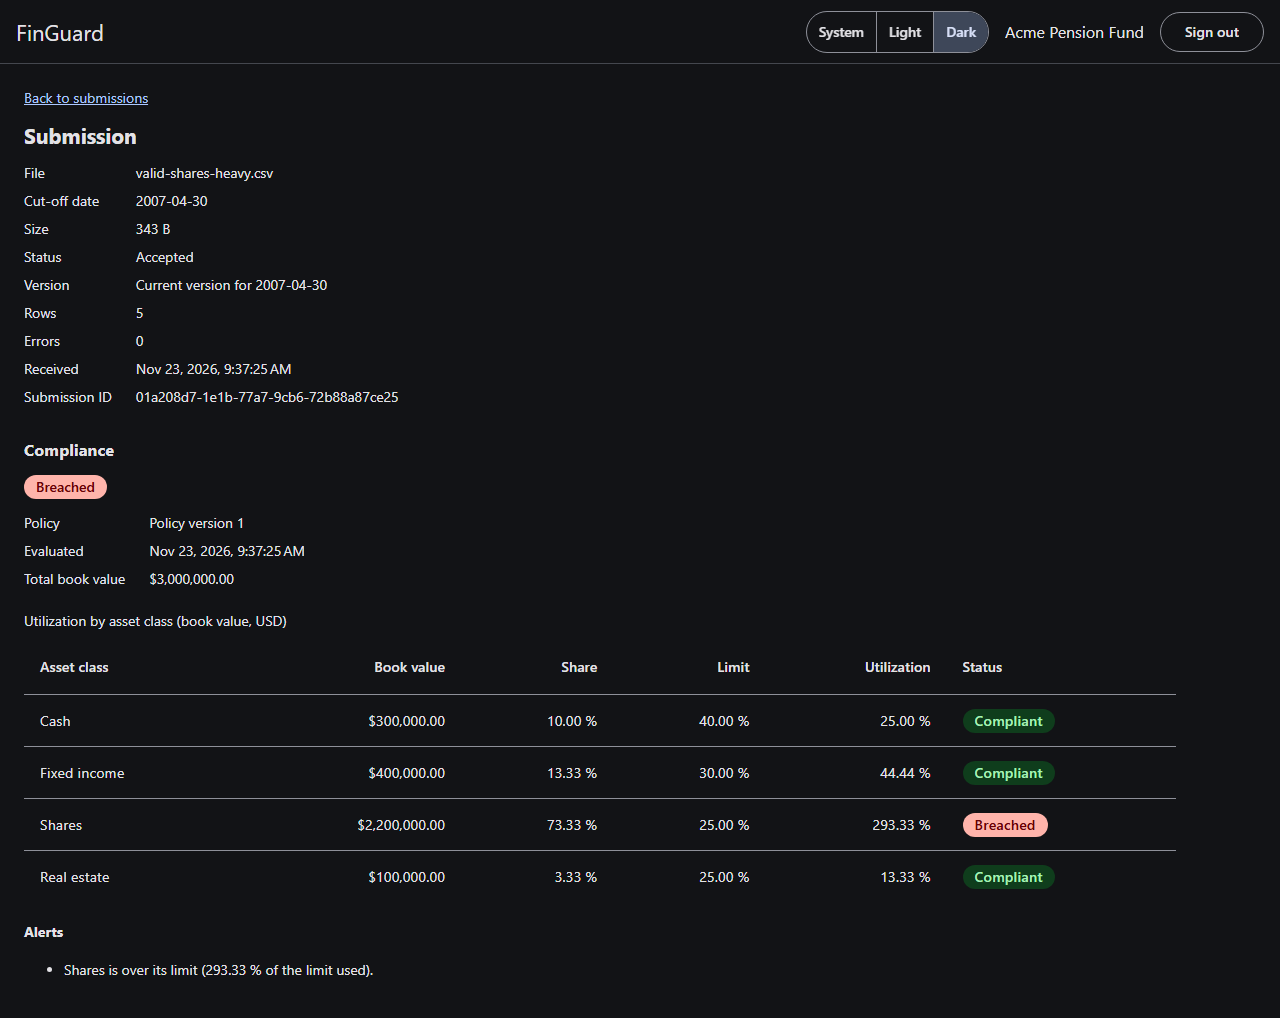 FinGuard
System Light Dark Acme Pension Fund Sign out
Back to submissions
Submission
File valid-shares-heavy.csv
Cut-off date 2007-04-30
Size 343 B
Status Accepted
Version Current version for 2007-04-30
Rows 5
Errors 0
Received Nov 23, 2026, 9:37:25 AM
Submission ID 01a208d7-1e1b-77a7-9cb6-72b88a87ce25
Compliance
Breached
Policy Policy version 1
Evaluated Nov 23, 2026, 9:37:25 AM
Total book value $3,000,000.00
Utilization by asset class (book value, USD)
Asset class Book value Share Limit Utilization Status
Cash $300,000.00 10.00 % 40.00 % 25.00 % Compliant
Fixed income $400,000.00 13.33 % 30.00 % 44.44 % Compliant
Shares $2,200,000.00 73.33 % 25.00 % 293.33 % Breached
Real estate $100,000.00 3.33 % 25.00 % 13.33 % Compliant
Alerts
• Shares is over its limit (293.33 % of the limit used).